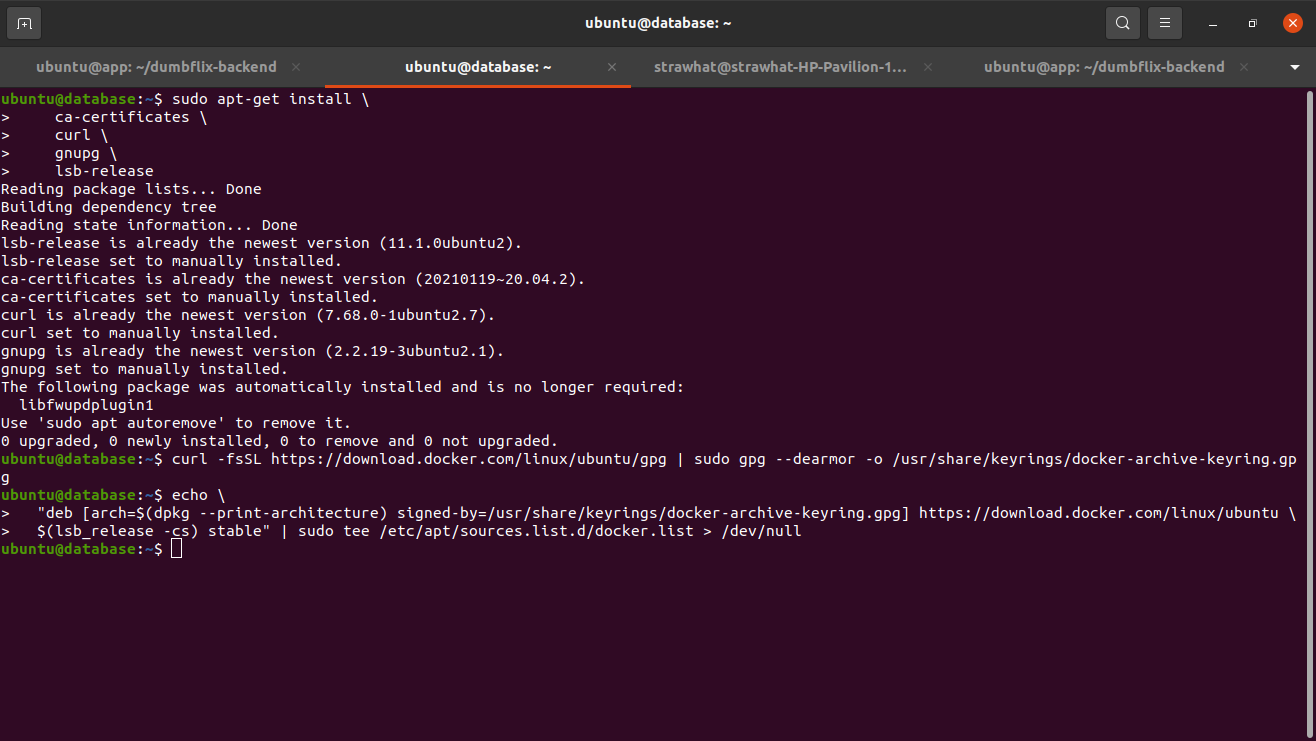 ubuntu@database: ~
ubuntu@app: ~/dumbflix-backend
ubuntu@database: ~
strawhat@strawhat-HP-Pavilion-1...
ubuntu@app: ~/dumbflix-backend
ubuntu@database:~$ sudo apt-get install \
>     ca-certificates \
>     curl \
>     gnupg \
>     lsb-release
Reading package lists... Done
Building dependency tree
Reading state information... Done
lsb-release is already the newest version (11.1.0ubuntu2).
lsb-release set to manually installed.
ca-certificates is already the newest version (20210119~20.04.2).
ca-certificates set to manually installed.
curl is already the newest version (7.68.0-1ubuntu2.7).
curl set to manually installed.
gnupg is already the newest version (2.2.19-3ubuntu2.1).
gnupg set to manually installed.
The following package was automatically installed and is no longer required:
  libfwupdplugin1
Use 'sudo apt autoremove' to remove it.
0 upgraded, 0 newly installed, 0 to remove and 0 not upgraded.
ubuntu@database:~$ curl -fsSL https://download.docker.com/linux/ubuntu/gpg | sudo gpg --dearmor -o /usr/share/keyrings/docker-archive-keyring.gp
g
ubuntu@database:~$ echo \
>   "deb [arch=$(dpkg --print-architecture) signed-by=/usr/share/keyrings/docker-archive-keyring.gpg] https://download.docker.com/linux/ubuntu \
>   $(lsb_release -cs) stable" | sudo tee /etc/apt/sources.list.d/docker.list > /dev/null
ubuntu@database:~$